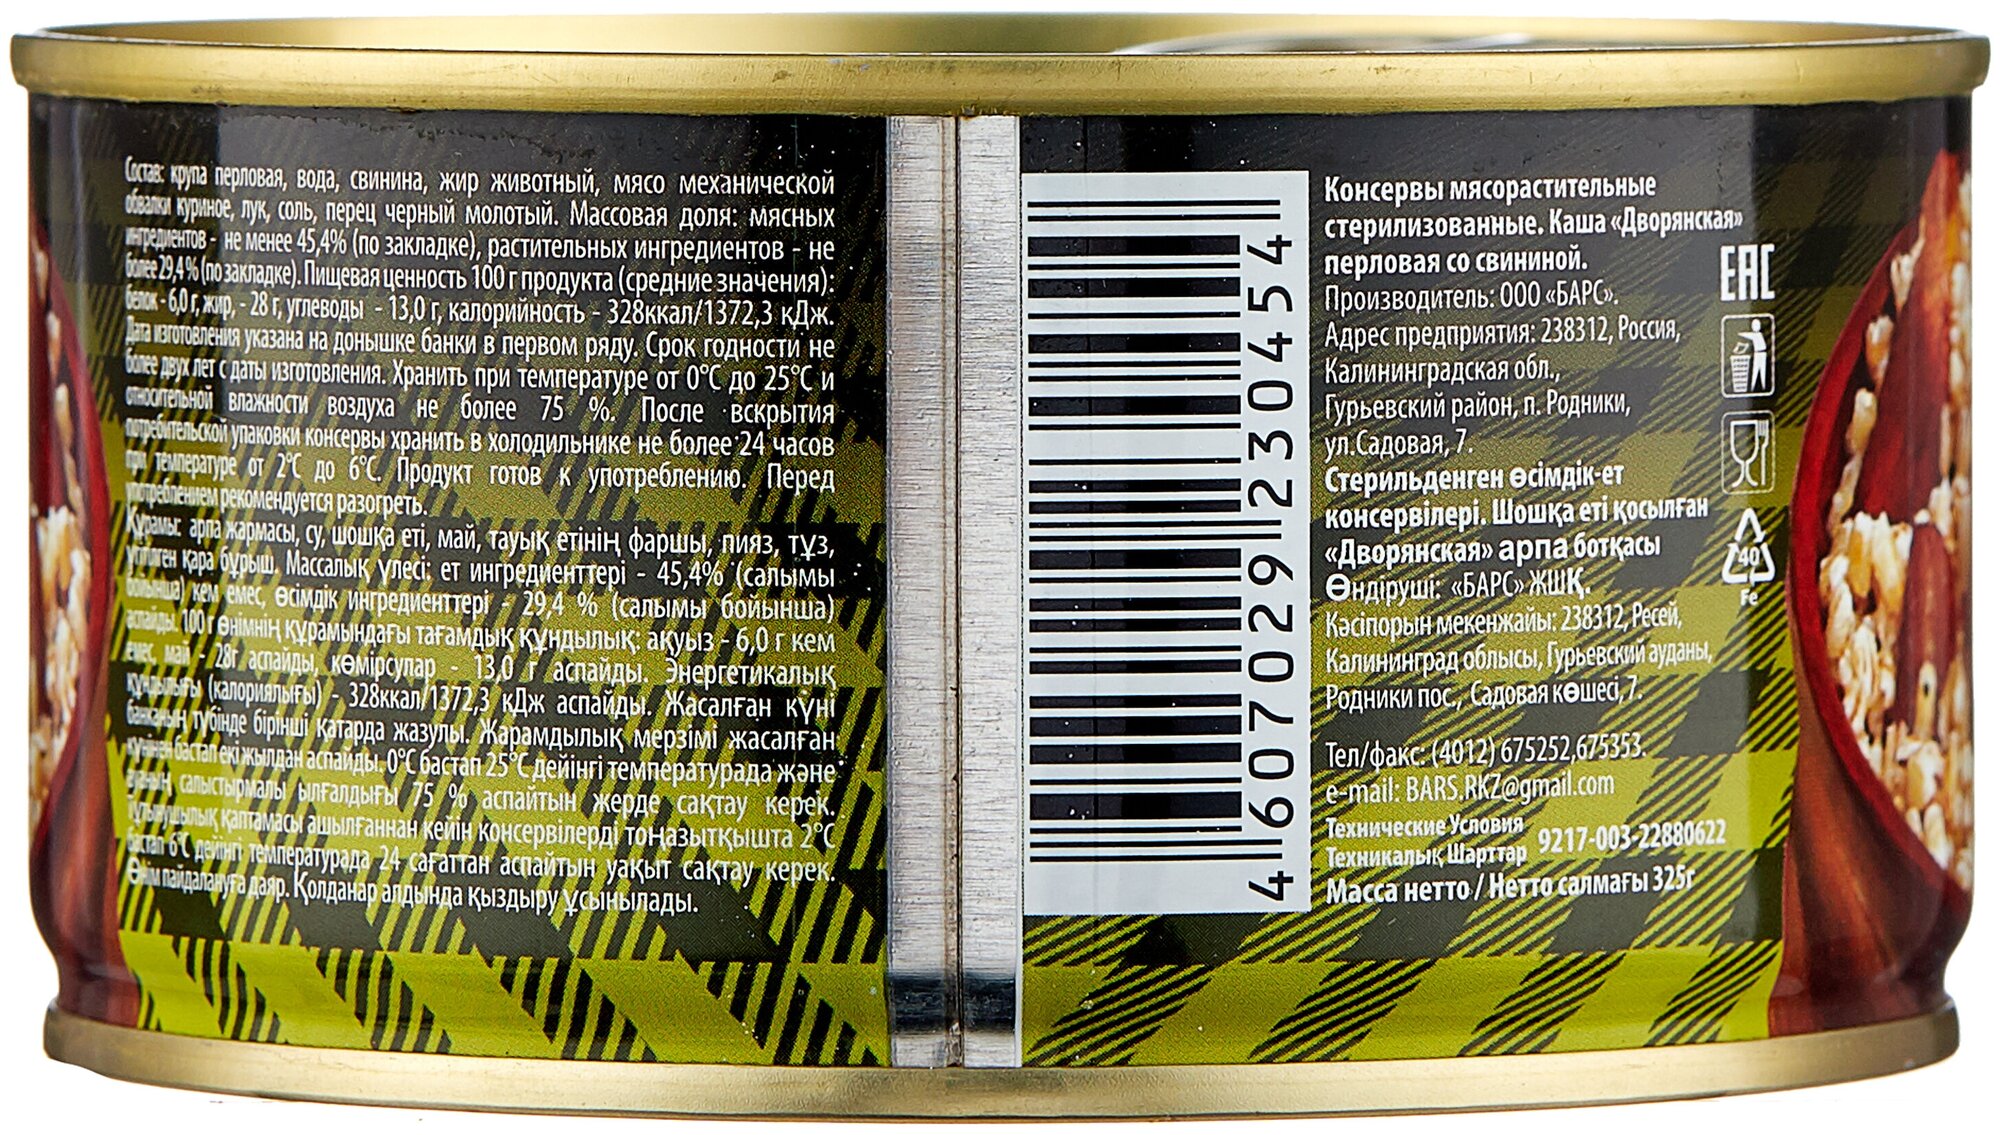 Состав: крупа перловая, вода, свинина, жир животный, мясо механической
обвалки куриное, лук, соль, перец черный молотый. Массовая доля: мясных
ингредиентов - не менее 45,4% (по закладке), растительных ингредиентов - не
более 29,4% (по закладке). Пищевая ценность 100 г продукта (средние значения):
белок - 6,0 г, жир, - 28 г, углеводы - 13,0 г, калорийность - 328ккал/1372,3 кДж.
Дата изготовления указана на донышке банки в первом ряду. Срок годности не
более двух лет с даты изготовления. Хранить при температуре от 0°С до 25°С и
относительной влажности воздуха не более 75 %. После вскрытия
потребительской упаковки консервы хранить в холодильнике не более 24 часов
при температуре от 2°С до 6°С. Продукт готов к употреблению. Перед
употреблением рекомендуется разогреть.
Құрамы: арпа жармасы, су, шошқа еті, май, тауық етінің фаршы, пияз, тұз,
үгітілген қара бұрыш. Массалық үлесі: ет ингредиенттері - 45,4% (салымы
бойынша) кем емес, өсімдік ингредиенттері - 29,4 % (салымы бойынша)
аспайды. 100 г өнімнің құрамындағы тағамдық құндылық: ақуыз - 6,0 г кем
емес, май - 28г аспайды, көмірсулар - 13,0 г аспайды. Энергетикалық
құндылығы (калориялығы) - 328ккал/1372,3 кДж аспайды. Жасалған күні
банканың түбінде бірінші қатарда жазулы. Жарамдылық мерзімі жасалған
күнінен бастап екі жылдан аспайды. 0°С бастап 25°С дейінгі температурада және
ауаның салыстырмалы ылғалдығы 75 % аспайтын жерде сақтау керек.
Тұтынушылық қаптамасы ашылғаннан кейін консервілерді тоңазытқышта 2°С
бастап 6°С дейінгі температурада 24 сағаттан аспайтын уақыт сақтау керек.
Өнім пайдалануға даяр. Қолданар алдында қыздыру ұсынылады.
4607029230454
Консервы мясорастительные
стерилизованные. Каша «Дворянская»
перловая со свининой.
Производитель: ООО «БАРС».
Адрес предприятия: 238312, Россия,
Калининградская обл.,
Гурьевский район, п. Родники,
ул.Садовая, 7.
Стерильденген өсімдік-ет
консервілері. Шошқа еті қосылған
«Дворянская» арпа ботқасы
Өндіруші: «БАРС» ЖШҚ.
Кәсіпорын мекенжайы: 238312, Ресей,
Калининград облысы, Гурьевский ауданы,
Родники пос., Садовая көшесі, 7.
Тел/факс: (4012) 675252,675353.
e-mail: BARS.RKZ@gmail.com
Технические Условия
Техникалық Шарттар 9217-003-22880622
Масса нетто / Нетто салмағы 325г
ЕАС
40
Fe